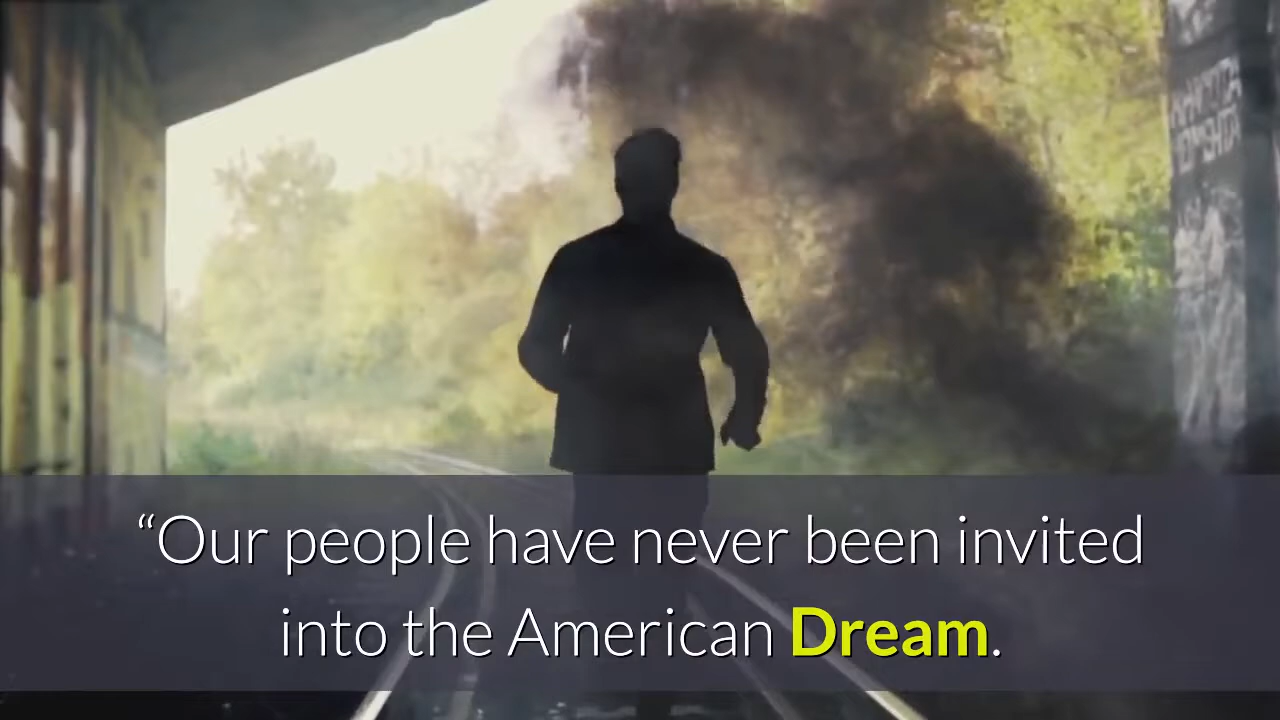 “Our people have never been invited
into the American Dream.